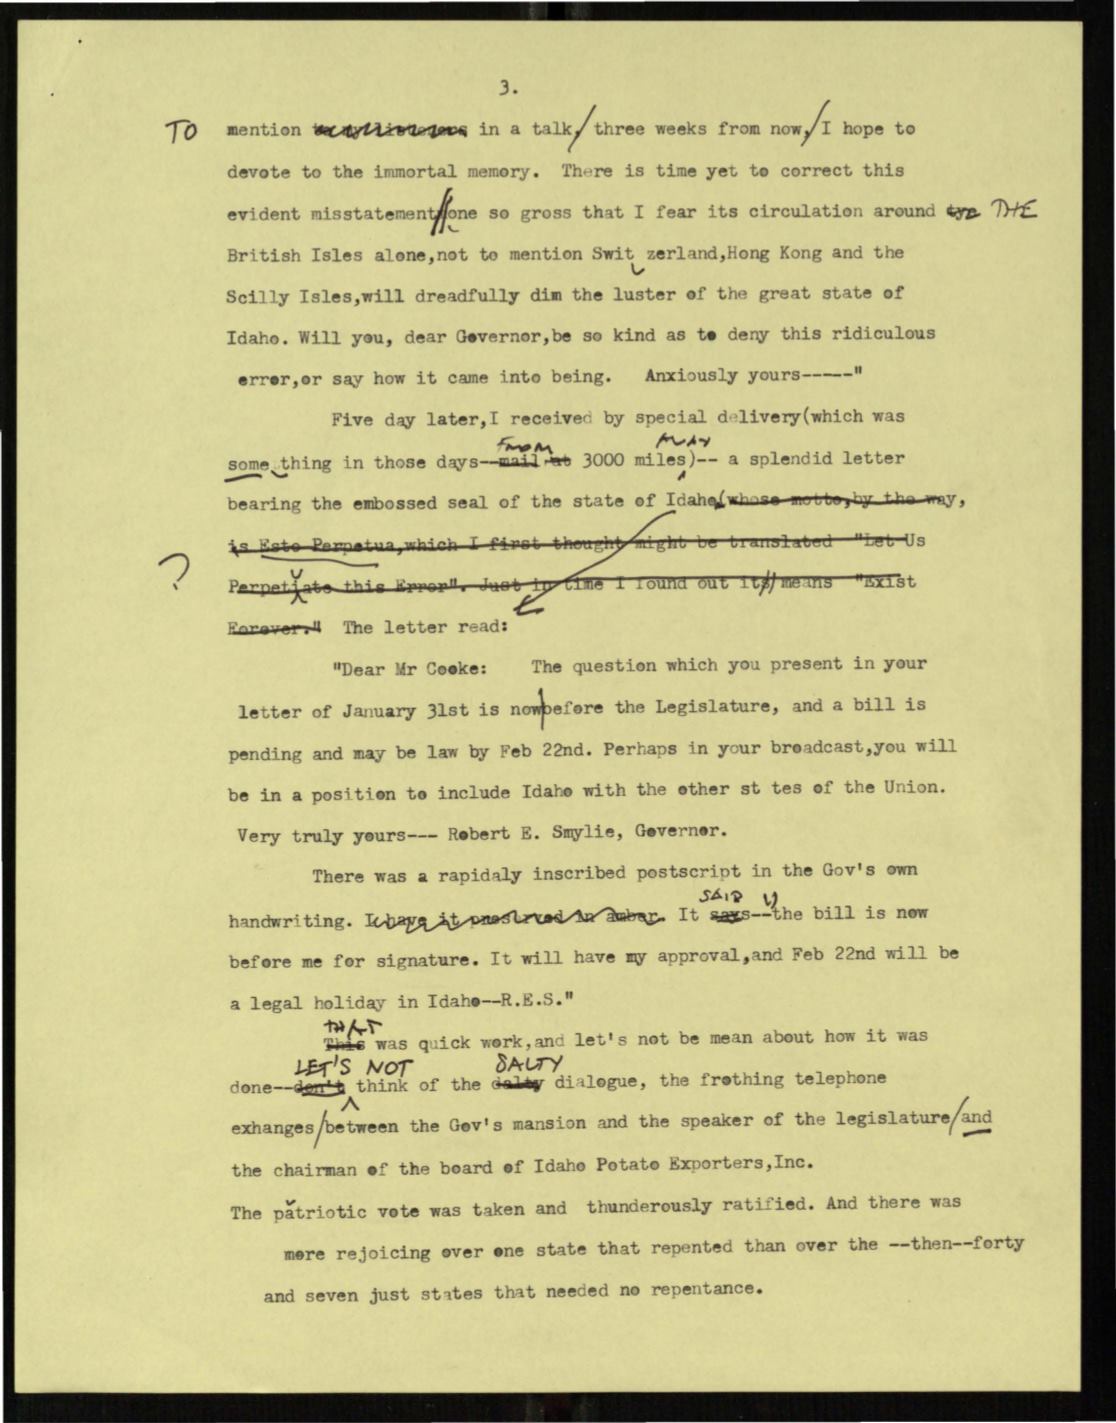 3.
TO mention in a talk, three weeks from now, I hope to
devote to the immortal memory.  There is time yet to correct this
evident misstatement one so gross that I fear its circulation around tye THE
British Isles alone,not to mention Swit zerland,Hong Kong and the
Scilly Isles,will dreadfully dim the luster of the great state of
Idaho. Will you, dear Governor,be so kind as to deny this ridiculous
error,or say how it came into being.   Anxiously yours-----"
Five day later,I received by special delivery(which was
FROM AWAY
some thing in those days--mail at 3000 miles)-- a splendid letter
bearing the embossed seal of the state of Idaho(whose motto,by the way,
is Esto Perpetua,which I first thought might be translated "Let Us
?
Perpetiate this Error". Just in time I found out its means "Exist
Forever."  The letter read:
"Dear Mr Cooke:    The question which you present in your
letter of January 31st is now before the Legislature, and a bill is
pending and may be law by Feb 22nd. Perhaps in your broadcast,you will
be in a position to include Idaho with the other st tes of the Union.
Very truly yours--- Robert E. Smylie, Governor.
There was a rapidaly inscribed postscript in the Gov's own
SAID "
handwriting. I have it preserved in amber. It says--the bill is now
before me for signature. It will have my approval,and Feb 22nd will be
a legal holiday in Idaho--R.E.S."
THAT
This was quick work,and let's not be mean about how it was
LET'S NOT SALTY
done--don't think of the dalty dialogue, the frothing telephone
exhanges/between the Gov's mansion and the speaker of the legislature/and
the chairman of the board of Idaho Potato Exporters,Inc.
The patriotic vote was taken and  thunderously ratified. And there was
more rejoicing over one state that repented than over the --then--forty
and seven just states that needed no repentance.